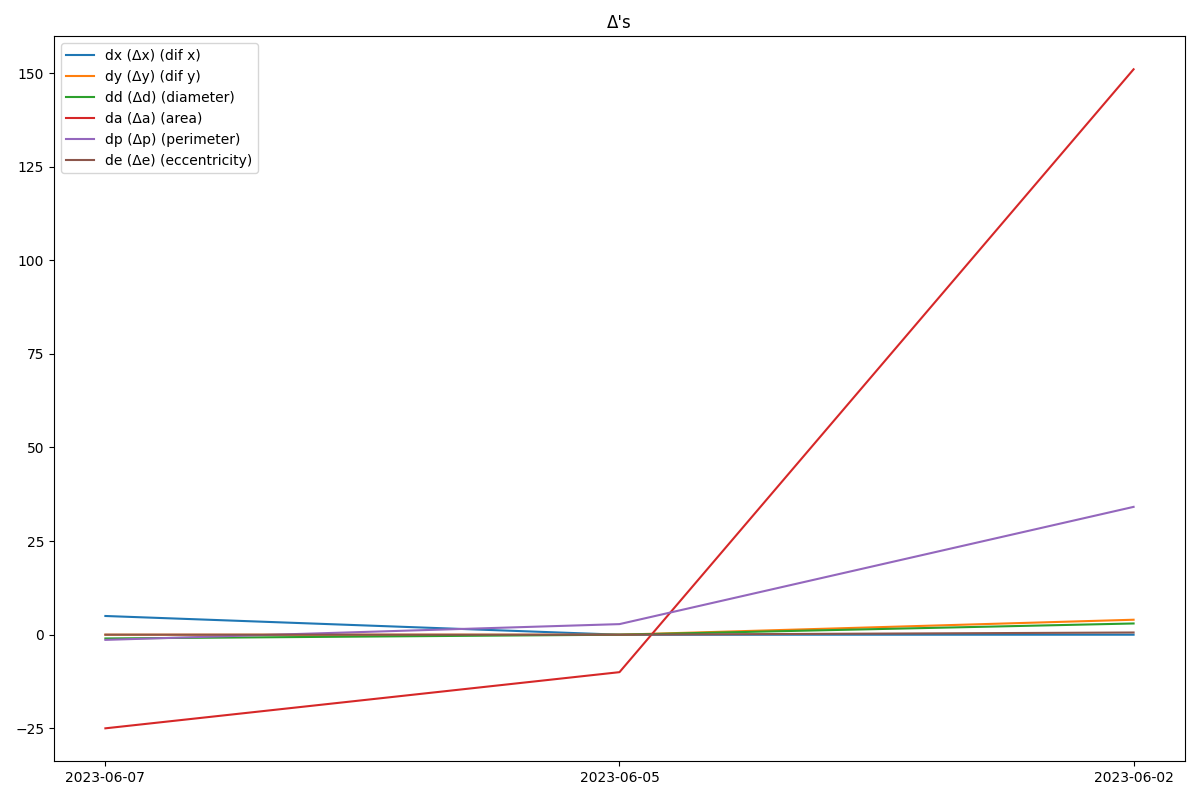 Δ's
dx (Δx) (dif x)
dy (Δy) (dif y)
dd (Δd) (diameter)
da (Δa) (area)
dp (Δp) (perimeter)
de (Δe) (eccentricity)
150
125
100
75
50
25
0
−25
2023-06-07 2023-06-05 2023-06-02